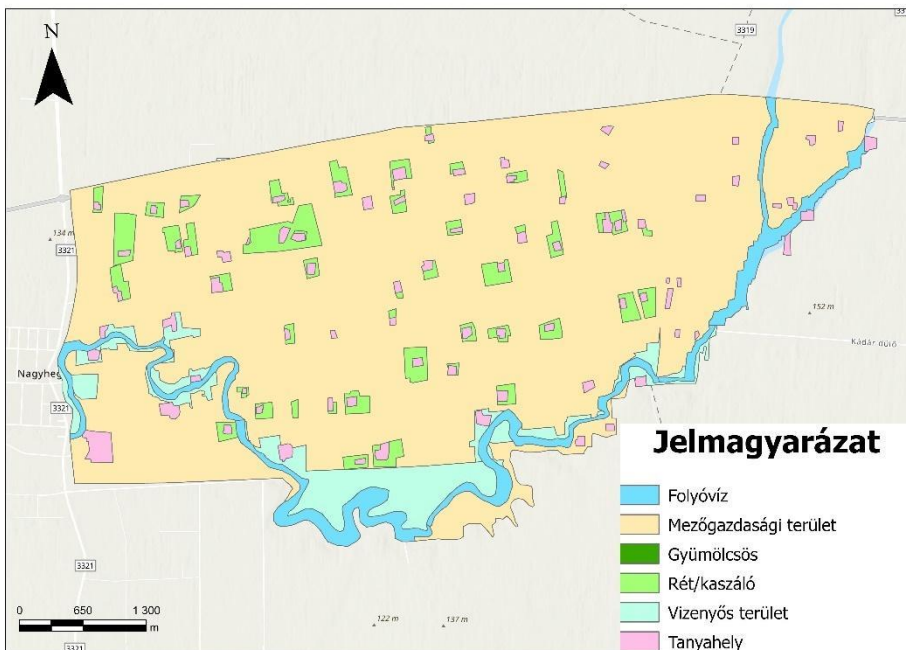 N
3319
33
134 m
3321
152 m
Kádár dűlő
Nagyheg
3321
Jelmagyarázat
Folyóvíz
Mezőgazdasági terület
Gyümölcsös
Rét/kaszáló
Vizenyős terület
Tanyahely
3321
0 650 1 300
m
122 m
137 m
3321